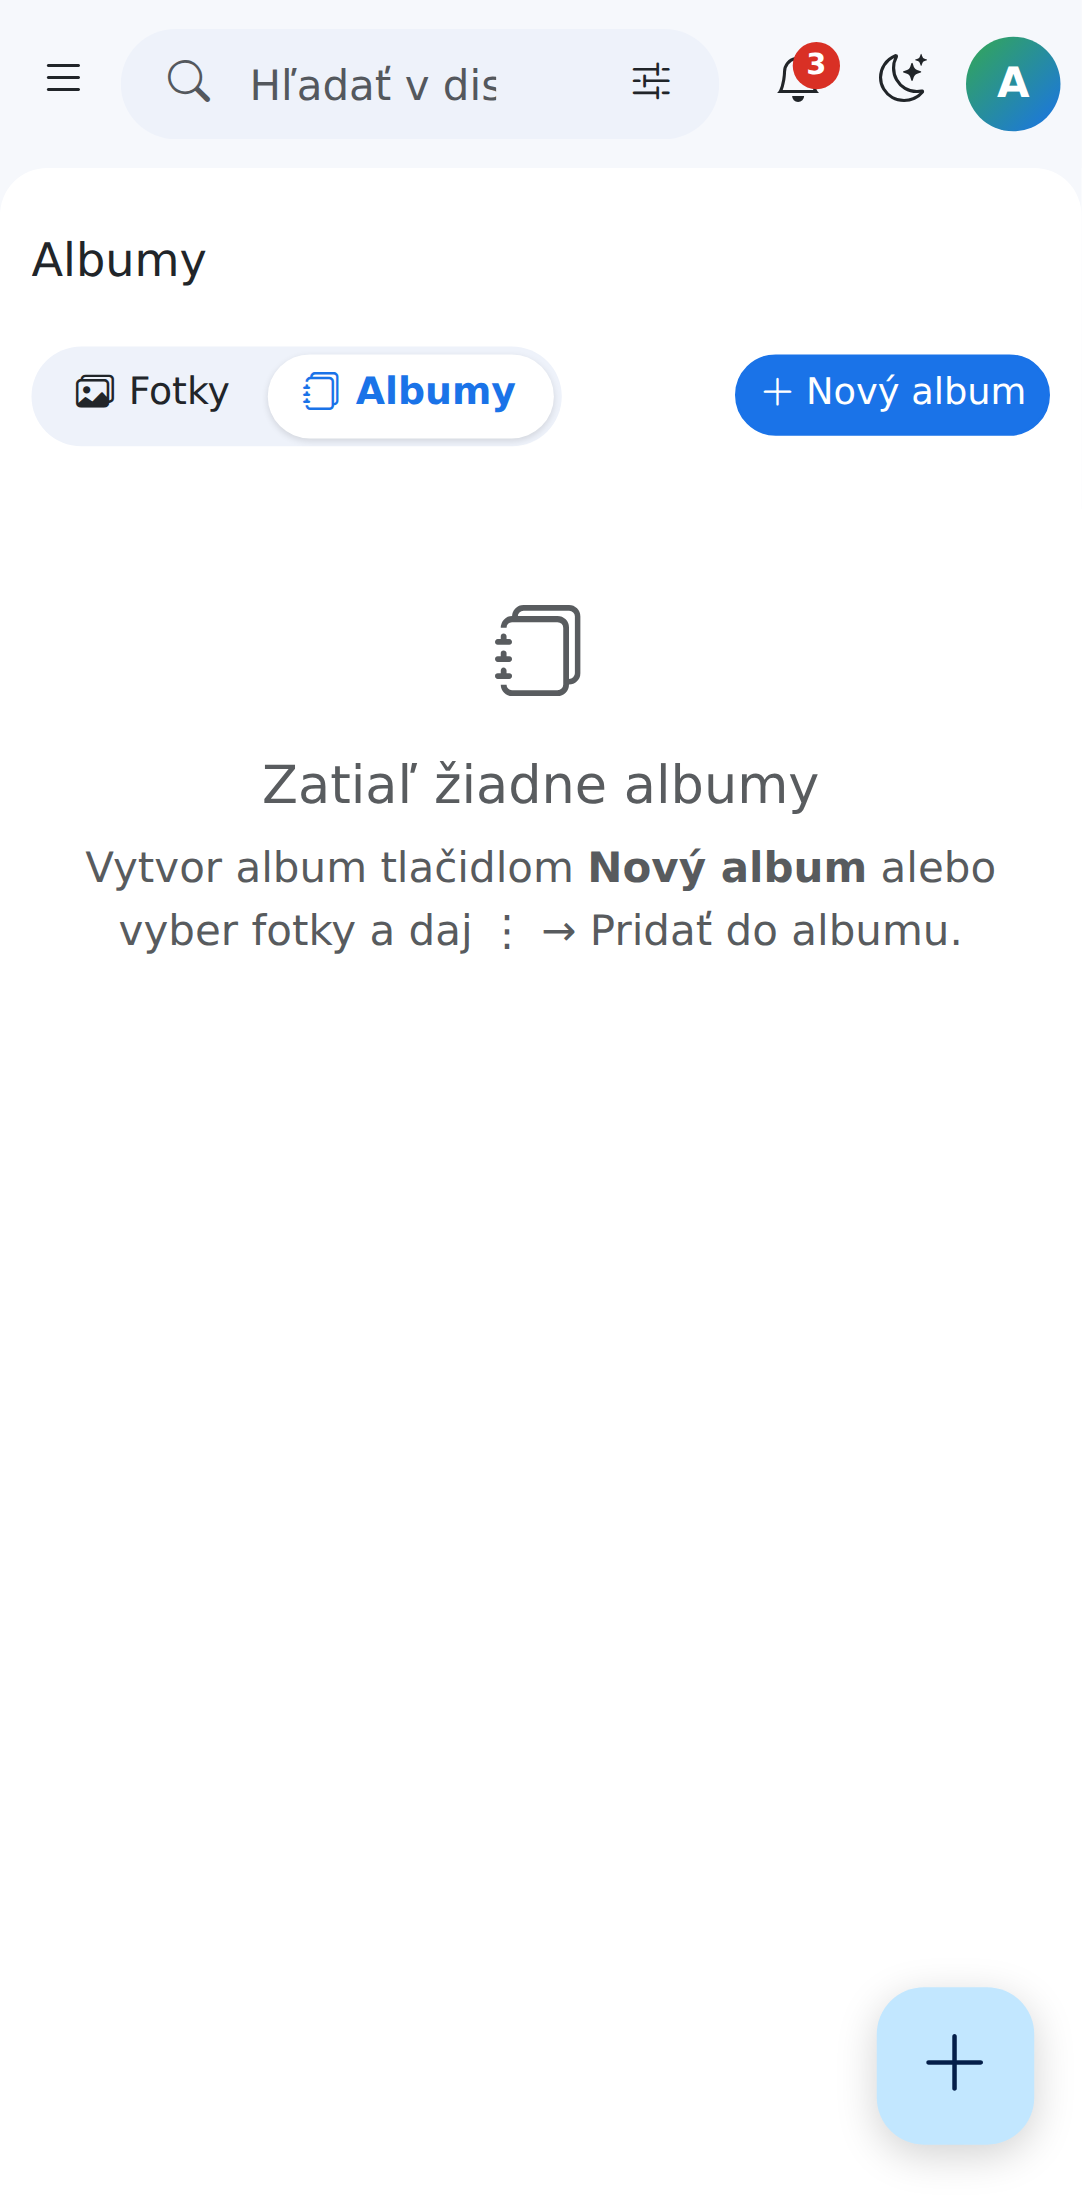 Hľadať v dis
3
A
Albumy
Fotky
Albumy
Nový album
Zatiaľ žiadne albumy
Vytvor album tlačidlom Nový album alebo
vyber fotky a daj ⋮ → Pridať do albumu.